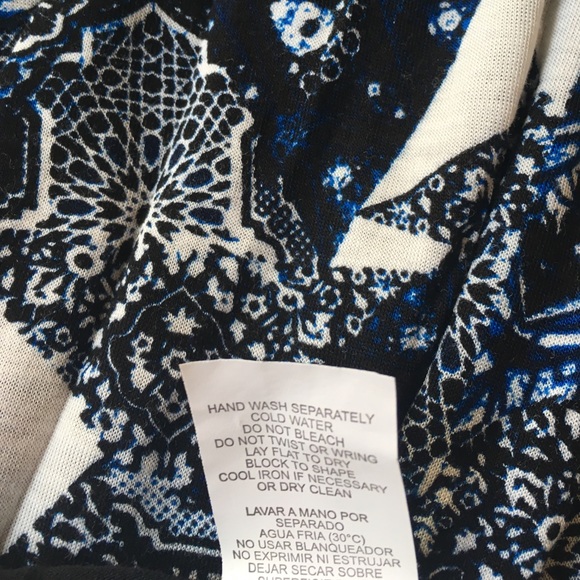 HAND WASH SEPARATELY
COLD WATER
DO NOT BLEACH
DO NOT TWIST OR WRING
LAY FLAT TO DRY
BLOCK TO SHAPE
COOL IRON IF NECESSARY
OR DRY CLEAN
LAVAR A MANO POR
SEPARADO
AGUA FRIA (30°C)
NO USAR BLANQUEADOR
NO EXPRIMIR NI ESTRUJAR
DEJAR SECAR SOBRE